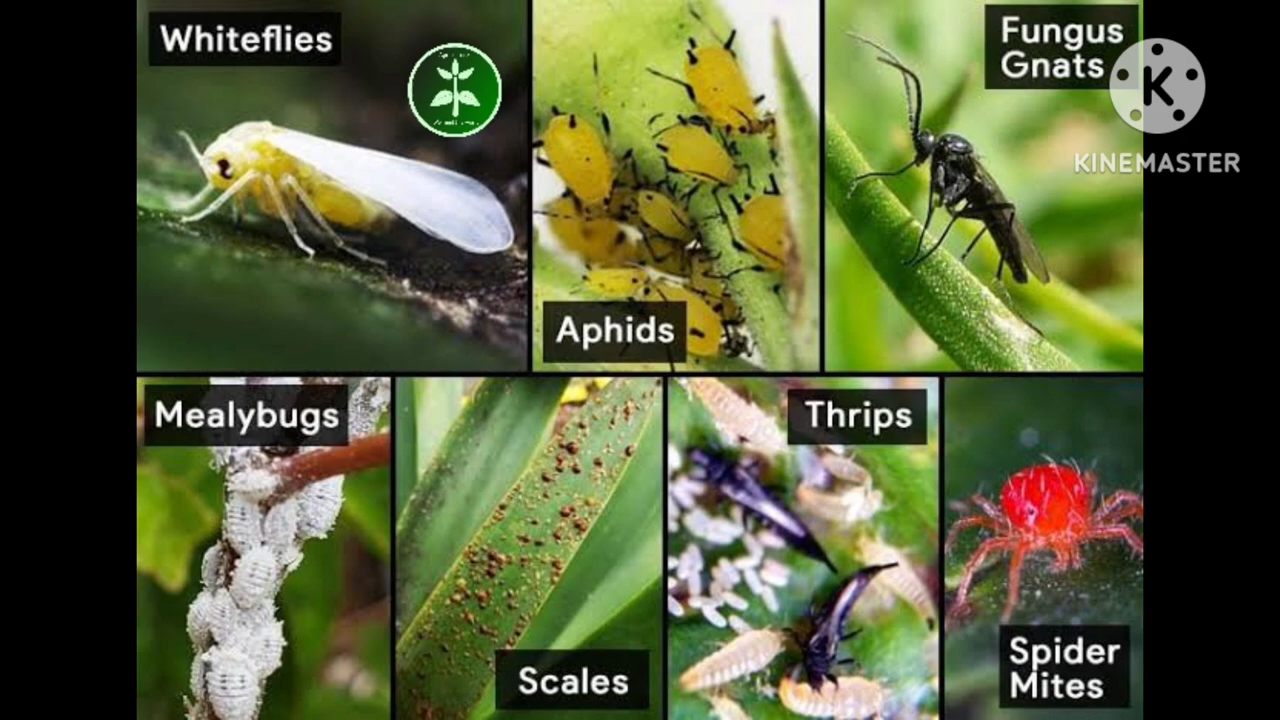 Whiteflies
Aphids
Fungus
Gnats
K
KINEMASTER
Mealybugs
Scales
Thrips
Spider
Mites